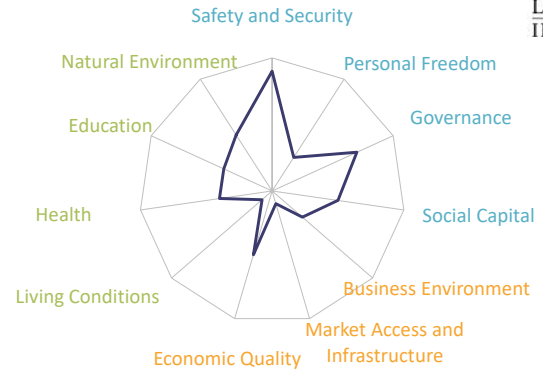 Safety and Security
Natural Environment
Personal Freedom
Education
Governance
Health
Social Capital
Living Conditions
Business Environment
Economic Quality
Market Access and
Infrastructure